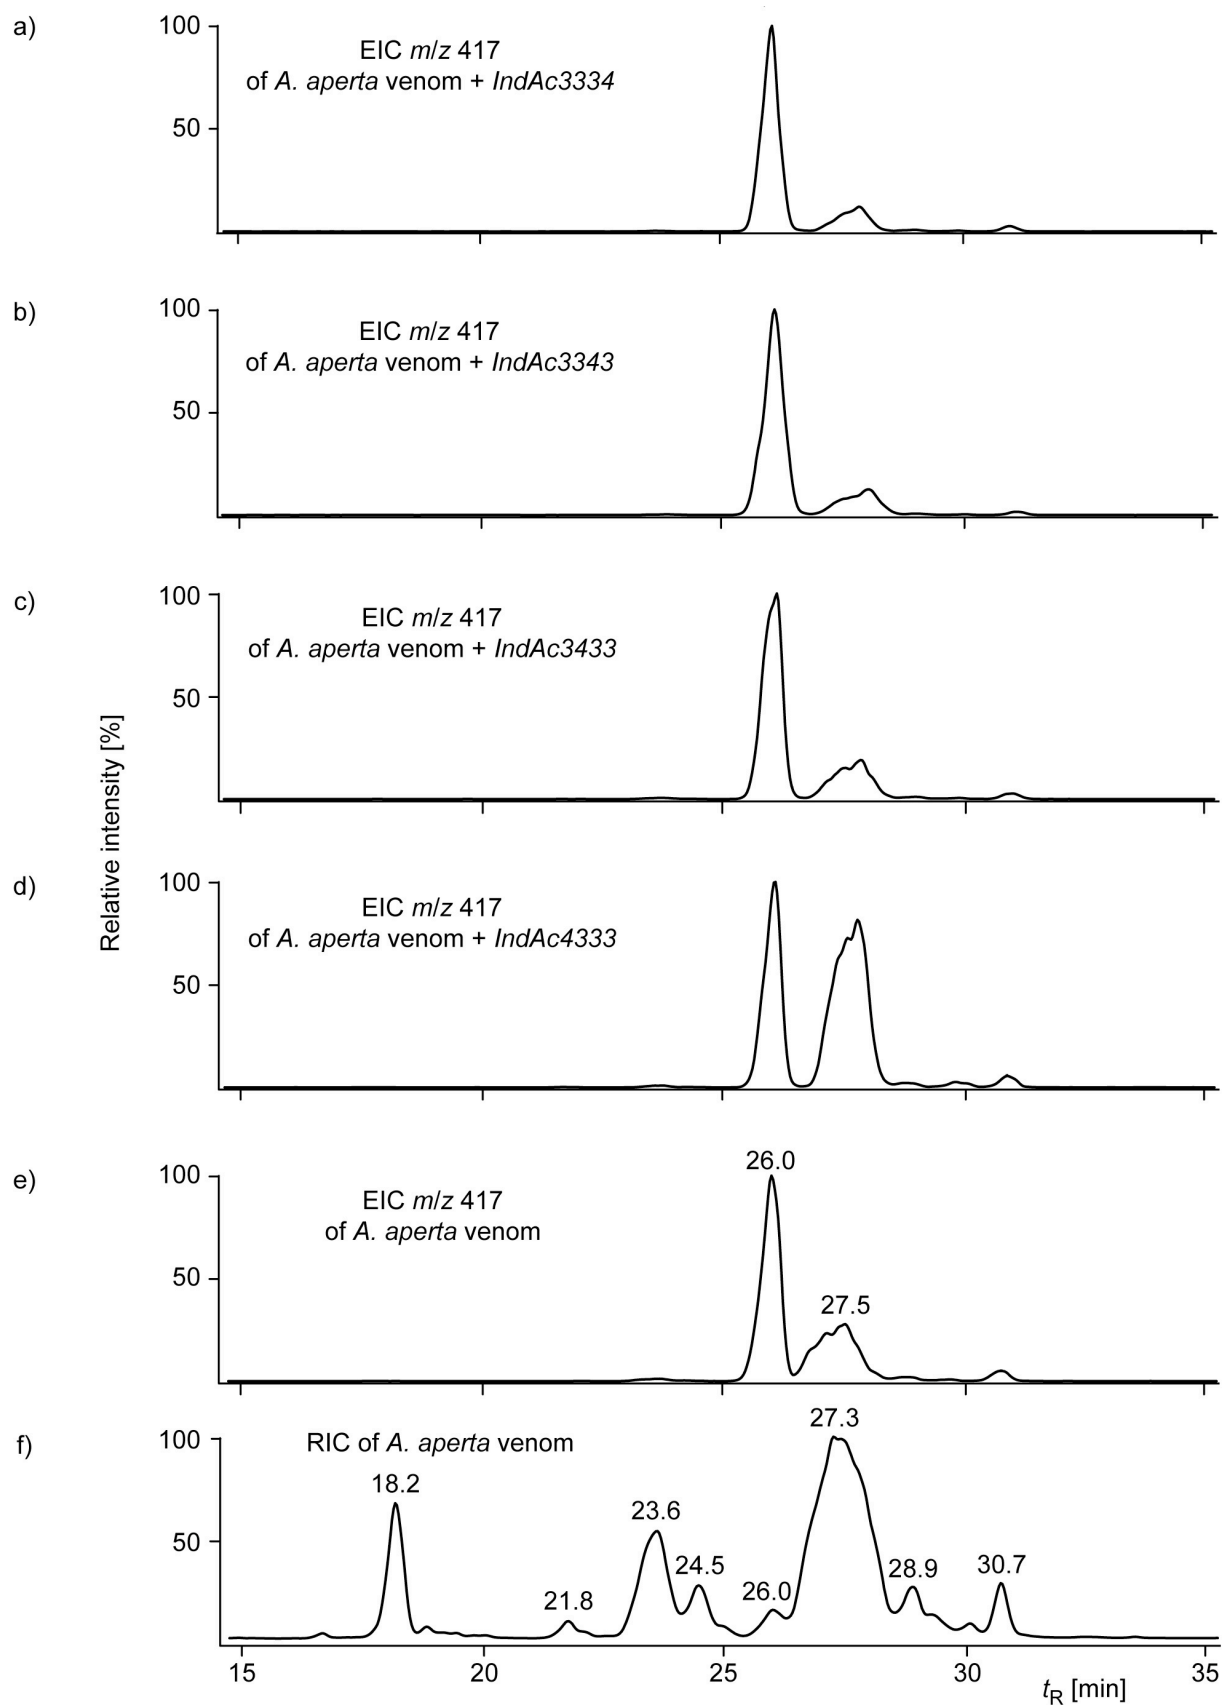 a)
100
50
EIC m/z 417
of A. aperta venom + IndAc3334
b)
100
50
EIC m/z 417
of A. aperta venom + IndAc3343
c)
100
50
EIC m/z 417
of A. aperta venom + IndAc3433
Relative intensity [%]
d)
100
50
EIC m/z 417
of A. aperta venom + IndAc4333
e)
100
50
EIC m/z 417
of A. aperta venom
26.0
27.5
f)
100
50
RIC of A. aperta venom
18.2
21.8
23.6
24.5
26.0
27.3
28.9
30.7
15 20 25 30 35
tR [min]